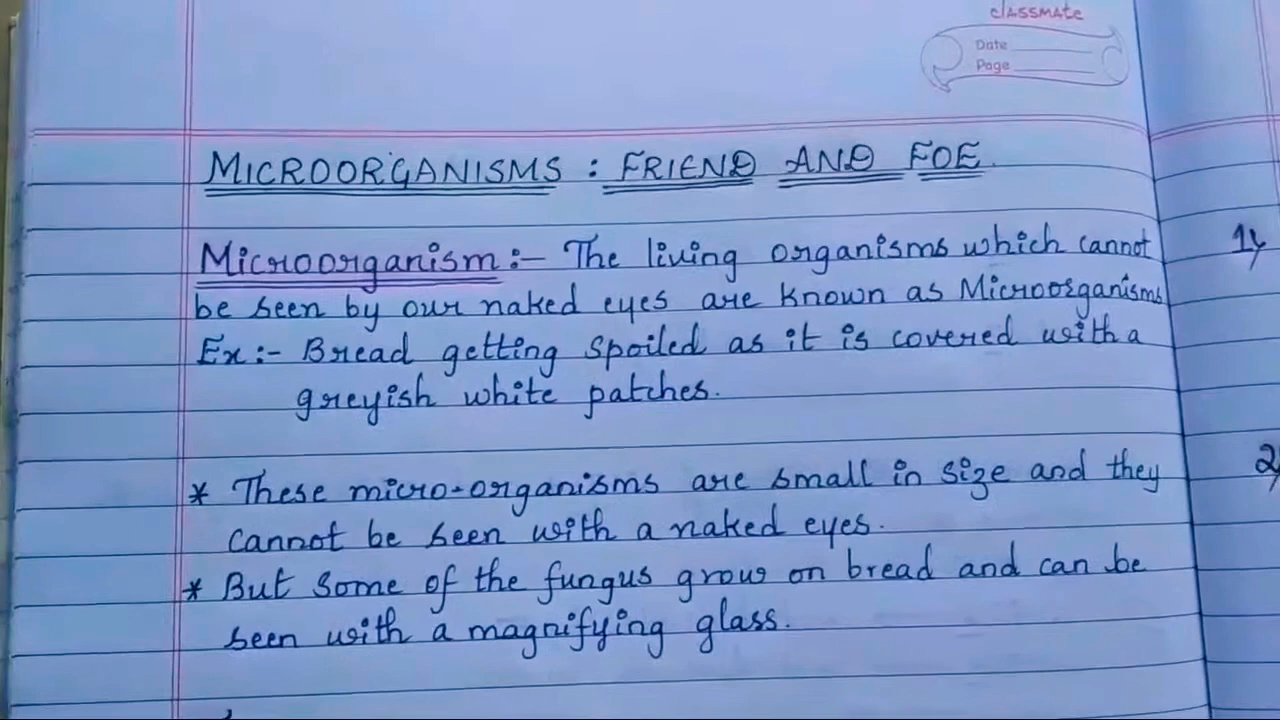 classmate
Date
Page
MICROORGANISMS : FRIEND AND FOE.
Microorganism :- The living organisms which cannot
be seen by our naked eyes are known as Microorganisms
Ex :- Bread getting spoiled as it is covered with a
greyish white patches.
* These micro-organisms are small in size and they
cannot be seen with a naked eyes.
* But some of the fungus grow on bread and can be
seen with a magnifying glass.
1)
2)